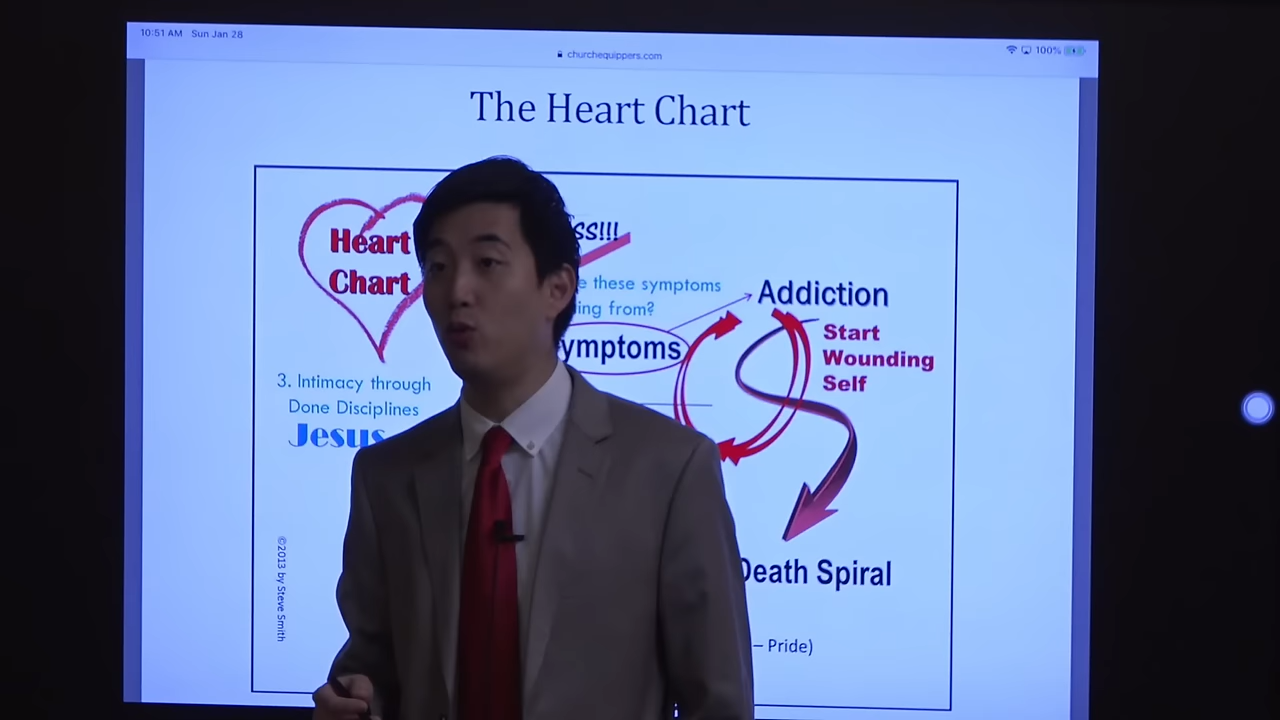 10:51 AM Sun Jan 28
churchequippers.com
100%
The Heart Chart
Heart
Chart
ss!!!
e these symptoms
ing from?
ymptoms
Addiction
Start
Wounding
Self
3. Intimacy through
Done Disciplines
Jesus
Death Spiral
– Pride)
©2013 by Steve Smith